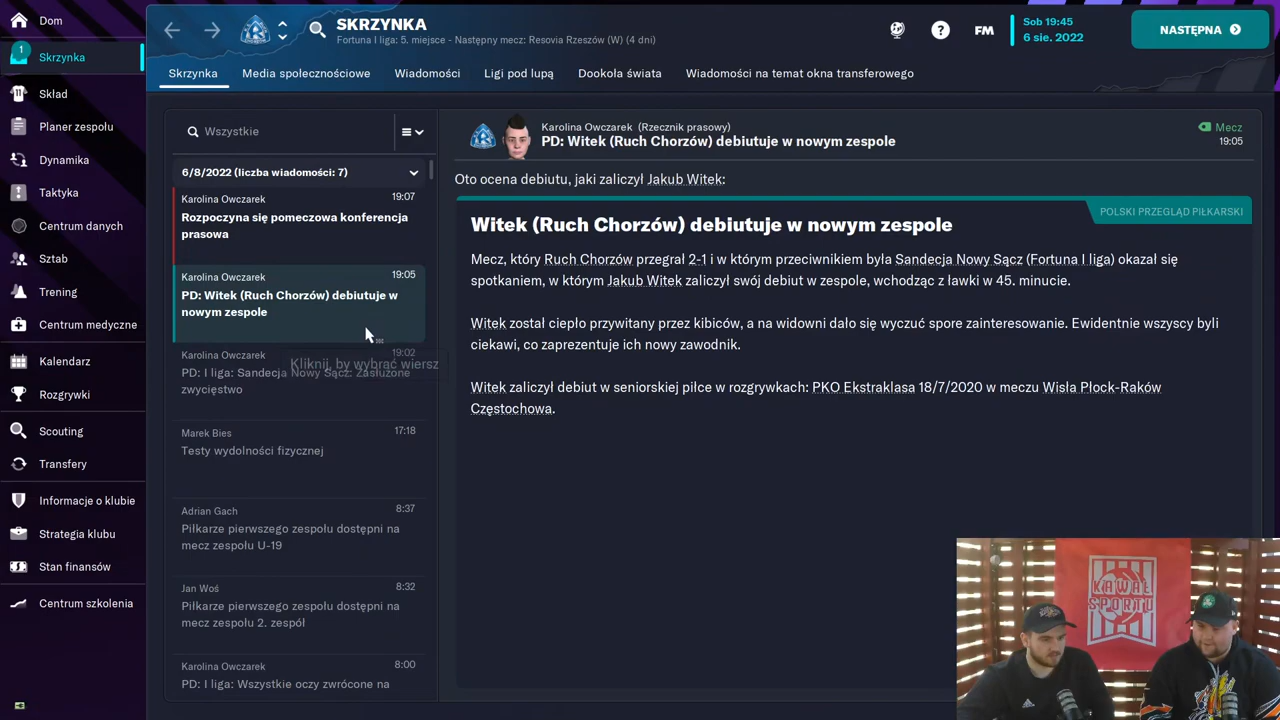 Dom
1
Skrzynka
Skład
Planer zespołu
Dynamika
Taktyka
Centrum danych
Sztab
Trening
Centrum medyczne
Kalendarz
Rozgrywki
Scouting
Transfery
Informacje o klubie
Strategia klubu
Stan finansów
Centrum szkolenia
SKRZYNKA
Fortuna I liga: 5. miejsce - Następny mecz: Resovia Rzeszów (W) (4 dni)
FM
Sob 19:45
6 sie. 2022
NASTĘPNA
Skrzynka
Media społecznościowe
Wiadomości
Ligi pod lupą
Dookoła świata
Wiadomości na temat okna transferowego
Wszystkie
6/8/2022 (liczba wiadomości: 7)
Karolina Owczarek 19:07
Rozpoczyna się pomeczowa konferencja
prasowa
Karolina Owczarek 19:05
PD: Witek (Ruch Chorzów) debiutuje w
nowym zespole
Karolina Owczarek 19:02
PD: I liga: Sandecja Nowy Sącz: Zasłużone
zwycięstwo
Kliknij, by wybrać wiersz
Marek Bies 17:18
Testy wydolności fizycznej
Adrian Gach 8:37
Piłkarze pierwszego zespołu dostępni na
mecz zespołu U-19
Jan Woś 8:32
Piłkarze pierwszego zespołu dostępni na
mecz zespołu 2. zespół
Karolina Owczarek 8:00
PD: I liga: Wszystkie oczy zwrócone na
Karolina Owczarek (Rzecznik prasowy)
PD: Witek (Ruch Chorzów) debiutuje w nowym zespole
Mecz
19:05
Oto ocena debiutu, jaki zaliczył Jakub Witek:
POLSKI PRZEGLĄD PIŁKARSKI
Witek (Ruch Chorzów) debiutuje w nowym zespole
Mecz, który Ruch Chorzów przegrał 2-1 i w którym przeciwnikiem była Sandecja Nowy Sącz (Fortuna I liga) okazał się
spotkaniem, w którym Jakub Witek zaliczył swój debiut w zespole, wchodząc z ławki w 45. minucie.
Witek został ciepło przywitany przez kibiców, a na widowni dało się wyczuć spore zainteresowanie. Ewidentnie wszyscy byli
ciekawi, co zaprezentuje ich nowy zawodnik.
Witek zaliczył debiut w seniorskiej piłce w rozgrywkach: PKO Ekstraklasa 18/7/2020 w meczu Wisła Płock-Raków
Częstochowa.
KAWAŁ
SPORTU